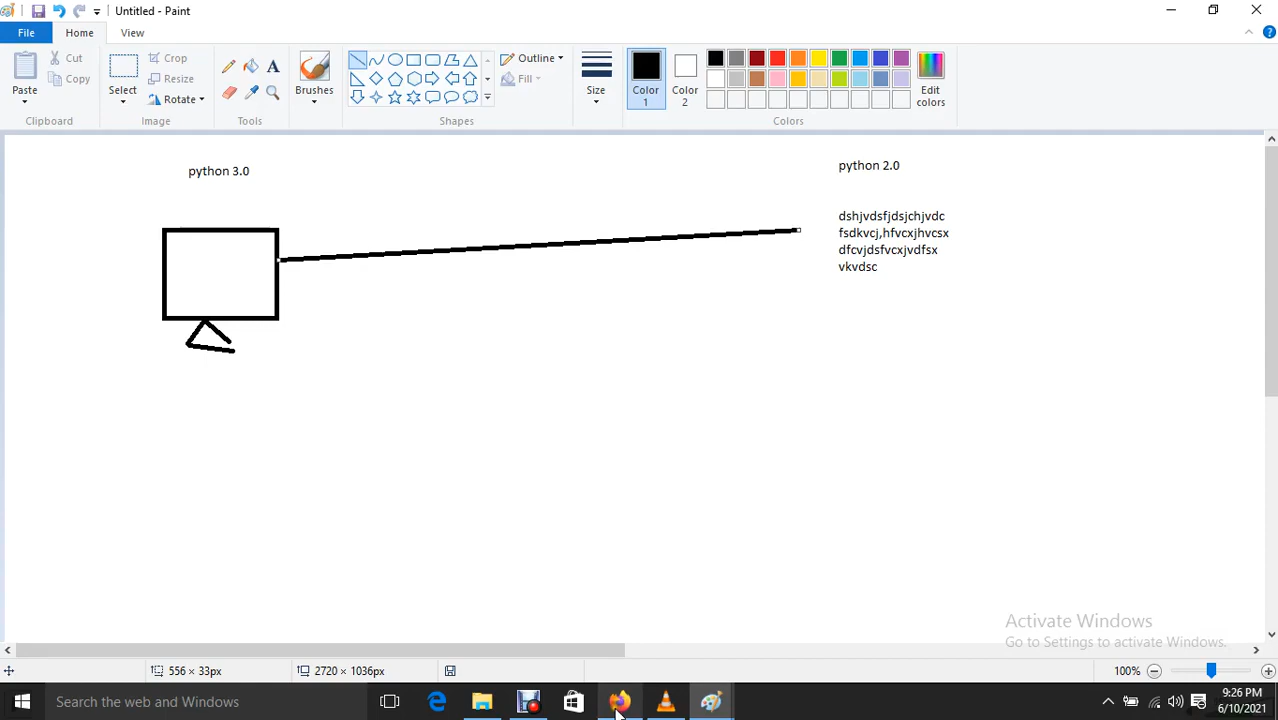 Untitled - Paint
File
Home
View
Paste
Cut
Copy
Clipboard
Select
Crop
Resize
Rotate
Image
A
Tools
Brushes
Outline
Fill
Shapes
Size
Color
1
Color
2
Edit
colors
Colors
python 3.0
python 2.0
dshjvdsfjdsjchjvdc
fsdkvcj,hfvcxjhvcsx
dfcvjdsfvcxjvdfsx
vkvdsc
Activate Windows
Go to Settings to activate Windows.
556 × 33px
2720 × 1036px
100%
Search the web and Windows
9:26 PM
6/10/2021